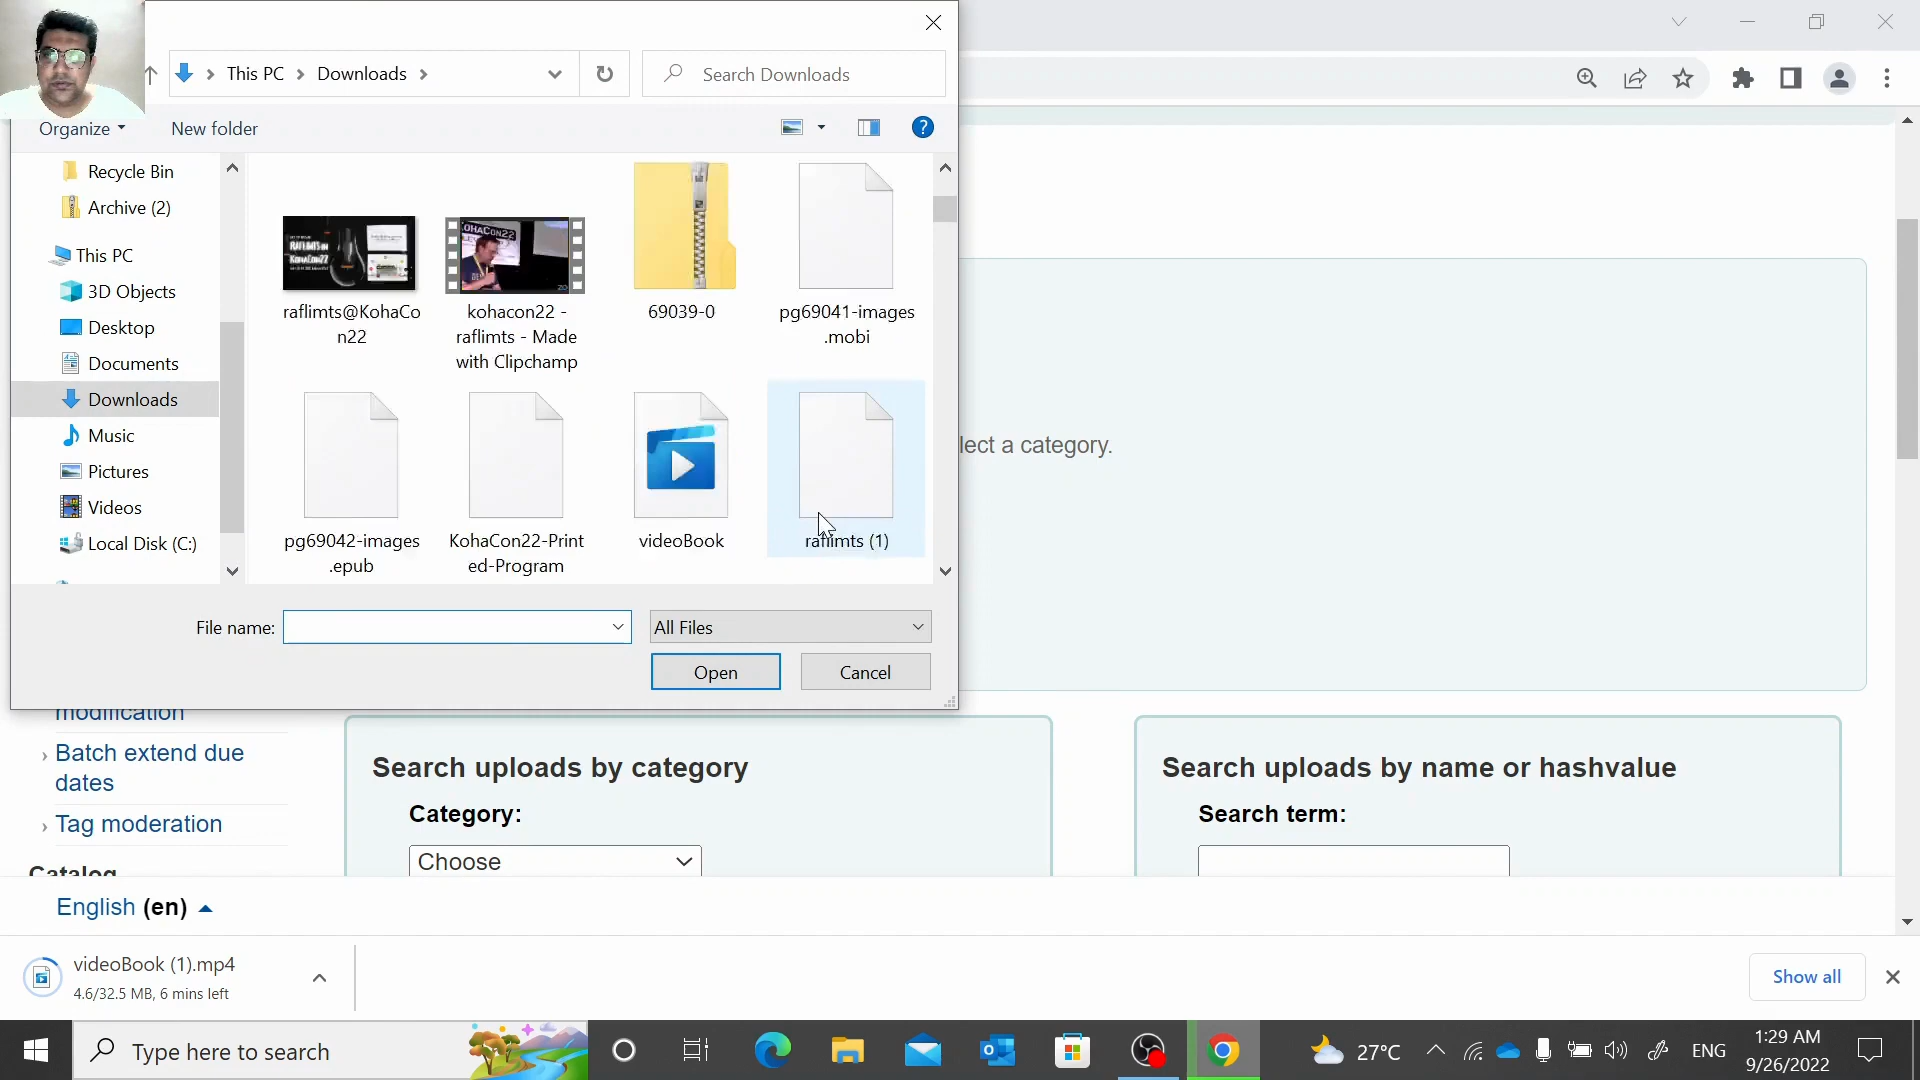 This PC > Downloads >
Search Downloads
Organize
New folder
Recycle Bin
Archive (2)
This PC
3D Objects
Desktop
Documents
Downloads
Music
Pictures
Videos
Local Disk (C:)
raflimts@KohaCo
n22
kohacon22 -
raflimts - Made
with Clipchamp
69039-0
pg69041-images
.mobi
pg69042-images
.epub
KohaCon22-Print
ed-Program
videoBook
raflimts (1)
File name:
All Files
Open
Cancel
lect a category.
modification
Batch extend due
dates
Tag moderation
Catalog
Search uploads by category
Category:
Choose
Search uploads by name or hashvalue
Search term:
English (en)
videoBook (1).mp4
4.6/32.5 MB, 6 mins left
Show all
Type here to search
27°C
ENG
1:29 AM
9/26/2022